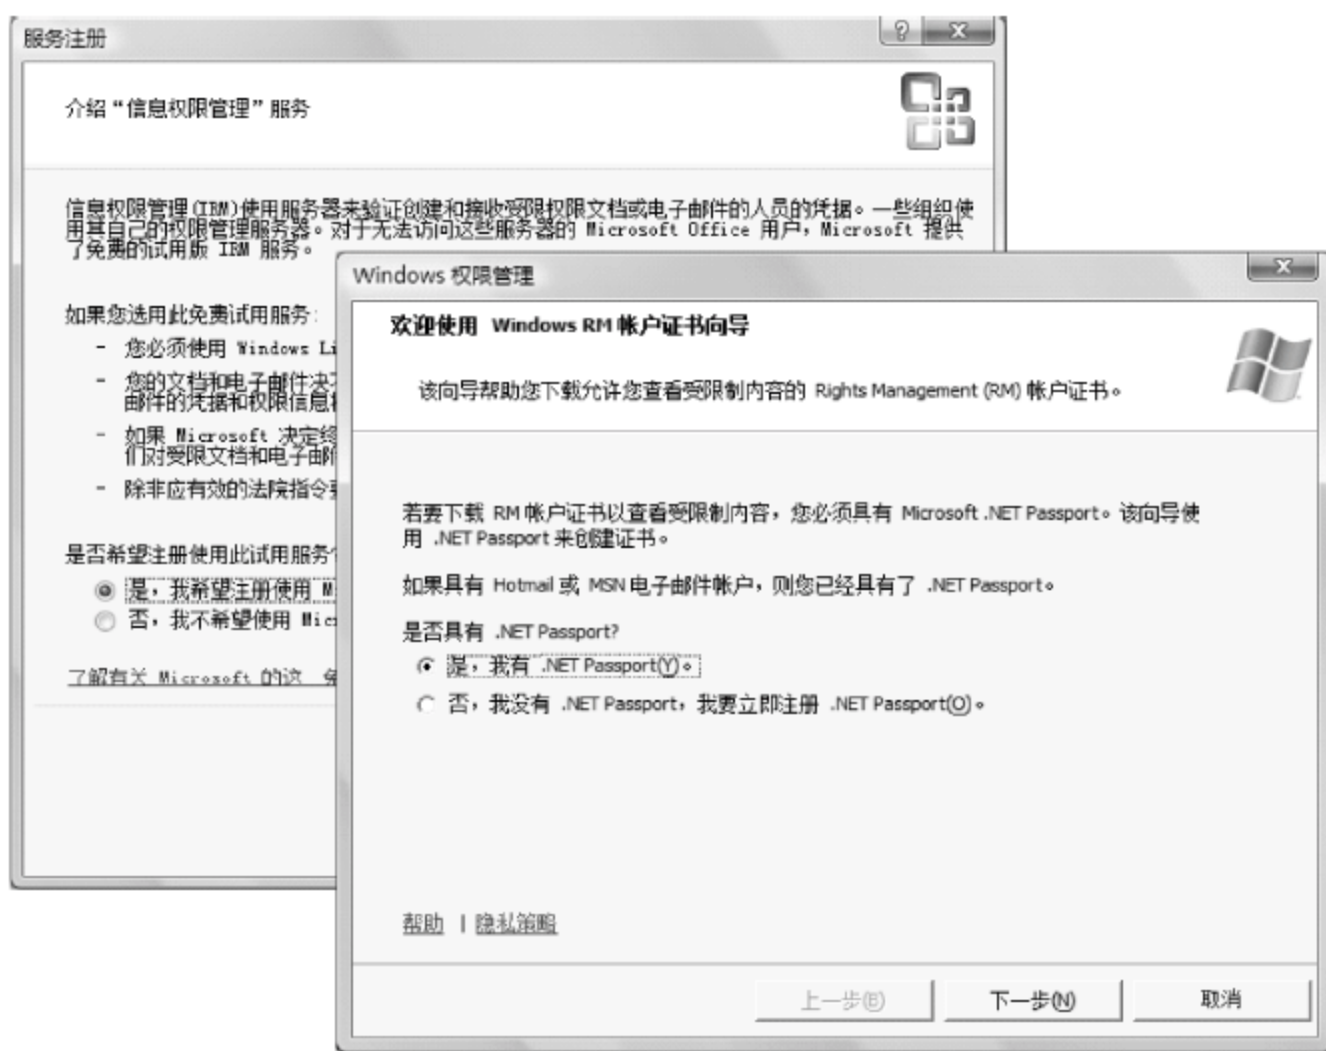 服务注册
介绍“信息权限管理”服务
信息权限管理(IRM)使用服务器来验证创建和接收受限权限文档或电子邮件的人员的凭据。一些组织使
用其自己的权限管理服务器。对于无法访问这些服务器的 Microsoft Office 用户，Microsoft 提供
了免费的试用版 IRM 服务。
如果您选用此免费试用服务：
- 您必须使用 Windows Li
- 您的文档和电子邮件决不
邮件的凭据和权限信息
- 如果 Microsoft 决定终
们对受限文档和电子邮
- 除非应有效的法院指令
是否希望注册使用此试用服务
是，我希望注册使用 M
否，我不希望使用 Mic
了解有关 Microsoft 的这 免
Windows 权限管理
欢迎使用 Windows RM 帐户证书向导
该向导帮助您下载允许您查看受限制内容的 Rights Management (RM) 帐户证书。
若要下载 RM 帐户证书以查看受限制内容，您必须具有 Microsoft .NET Passport。该向导使
用 .NET Passport 来创建证书。
如果具有 Hotmail 或 MSN 电子邮件帐户，则您已经具有了 .NET Passport。
是否具有 .NET Passport?
是，我有 .NET Passport(Y)。
否，我没有 .NET Passport，我要立即注册 .NET Passport(O)。
帮助 | 隐私策略
上一步(B) 下一步(N) 取消